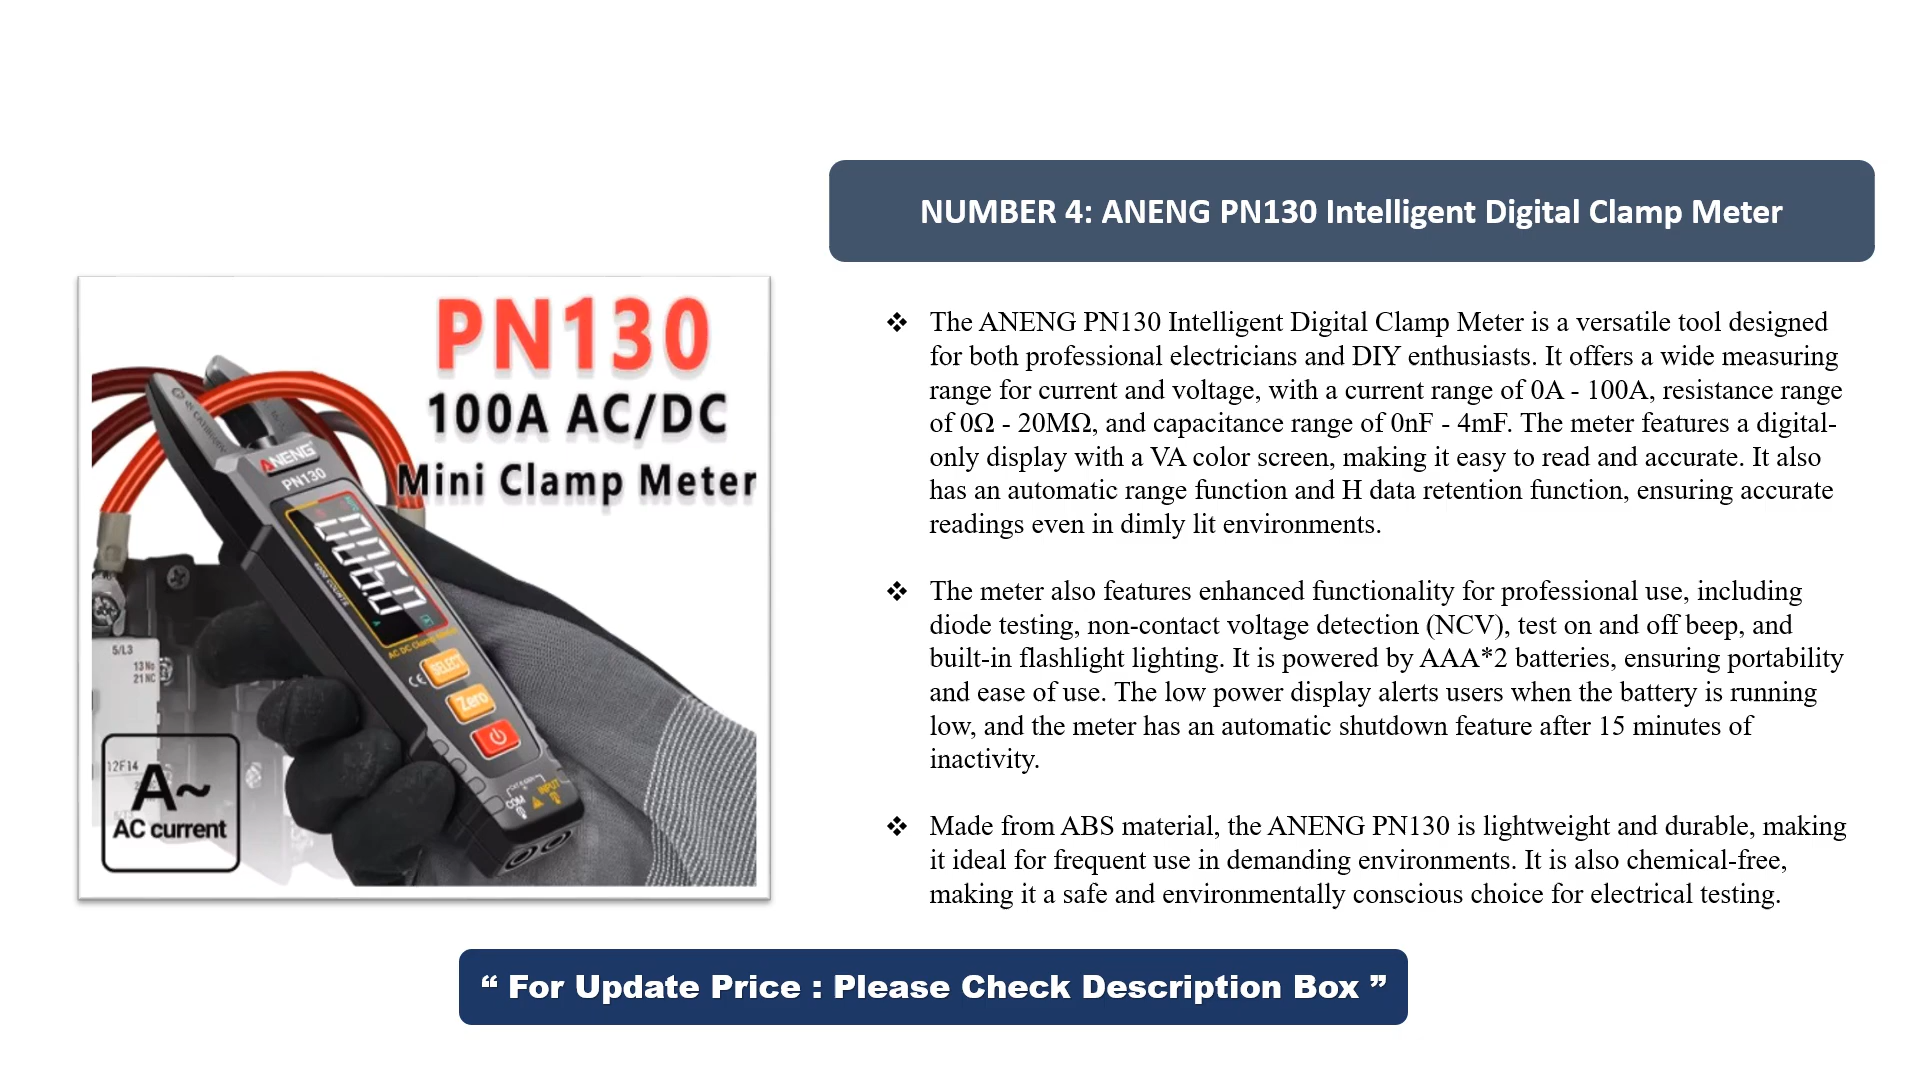 NUMBER 4: ANENG PN130 Intelligent Digital Clamp Meter
PN130
100A AC/DC
Mini Clamp Meter
ANENG
PN130
4000 COUNTS
A
AC DC Clamp Meter
SELECT
CE
Zero
COM
INPUT
5/L3
13 No
21 NC
12F14
A~
AC current
❖ The ANENG PN130 Intelligent Digital Clamp Meter is a versatile tool designed
for both professional electricians and DIY enthusiasts. It offers a wide measuring
range for current and voltage, with a current range of 0A - 100A, resistance range
of 0Ω - 20MΩ, and capacitance range of 0nF - 4mF. The meter features a digital-
only display with a VA color screen, making it easy to read and accurate. It also
has an automatic range function and H data retention function, ensuring accurate
readings even in dimly lit environments.
❖ The meter also features enhanced functionality for professional use, including
diode testing, non-contact voltage detection (NCV), test on and off beep, and
built-in flashlight lighting. It is powered by AAA*2 batteries, ensuring portability
and ease of use. The low power display alerts users when the battery is running
low, and the meter has an automatic shutdown feature after 15 minutes of
inactivity.
❖ Made from ABS material, the ANENG PN130 is lightweight and durable, making
it ideal for frequent use in demanding environments. It is also chemical-free,
making it a safe and environmentally conscious choice for electrical testing.
“ For Update Price : Please Check Description Box ”